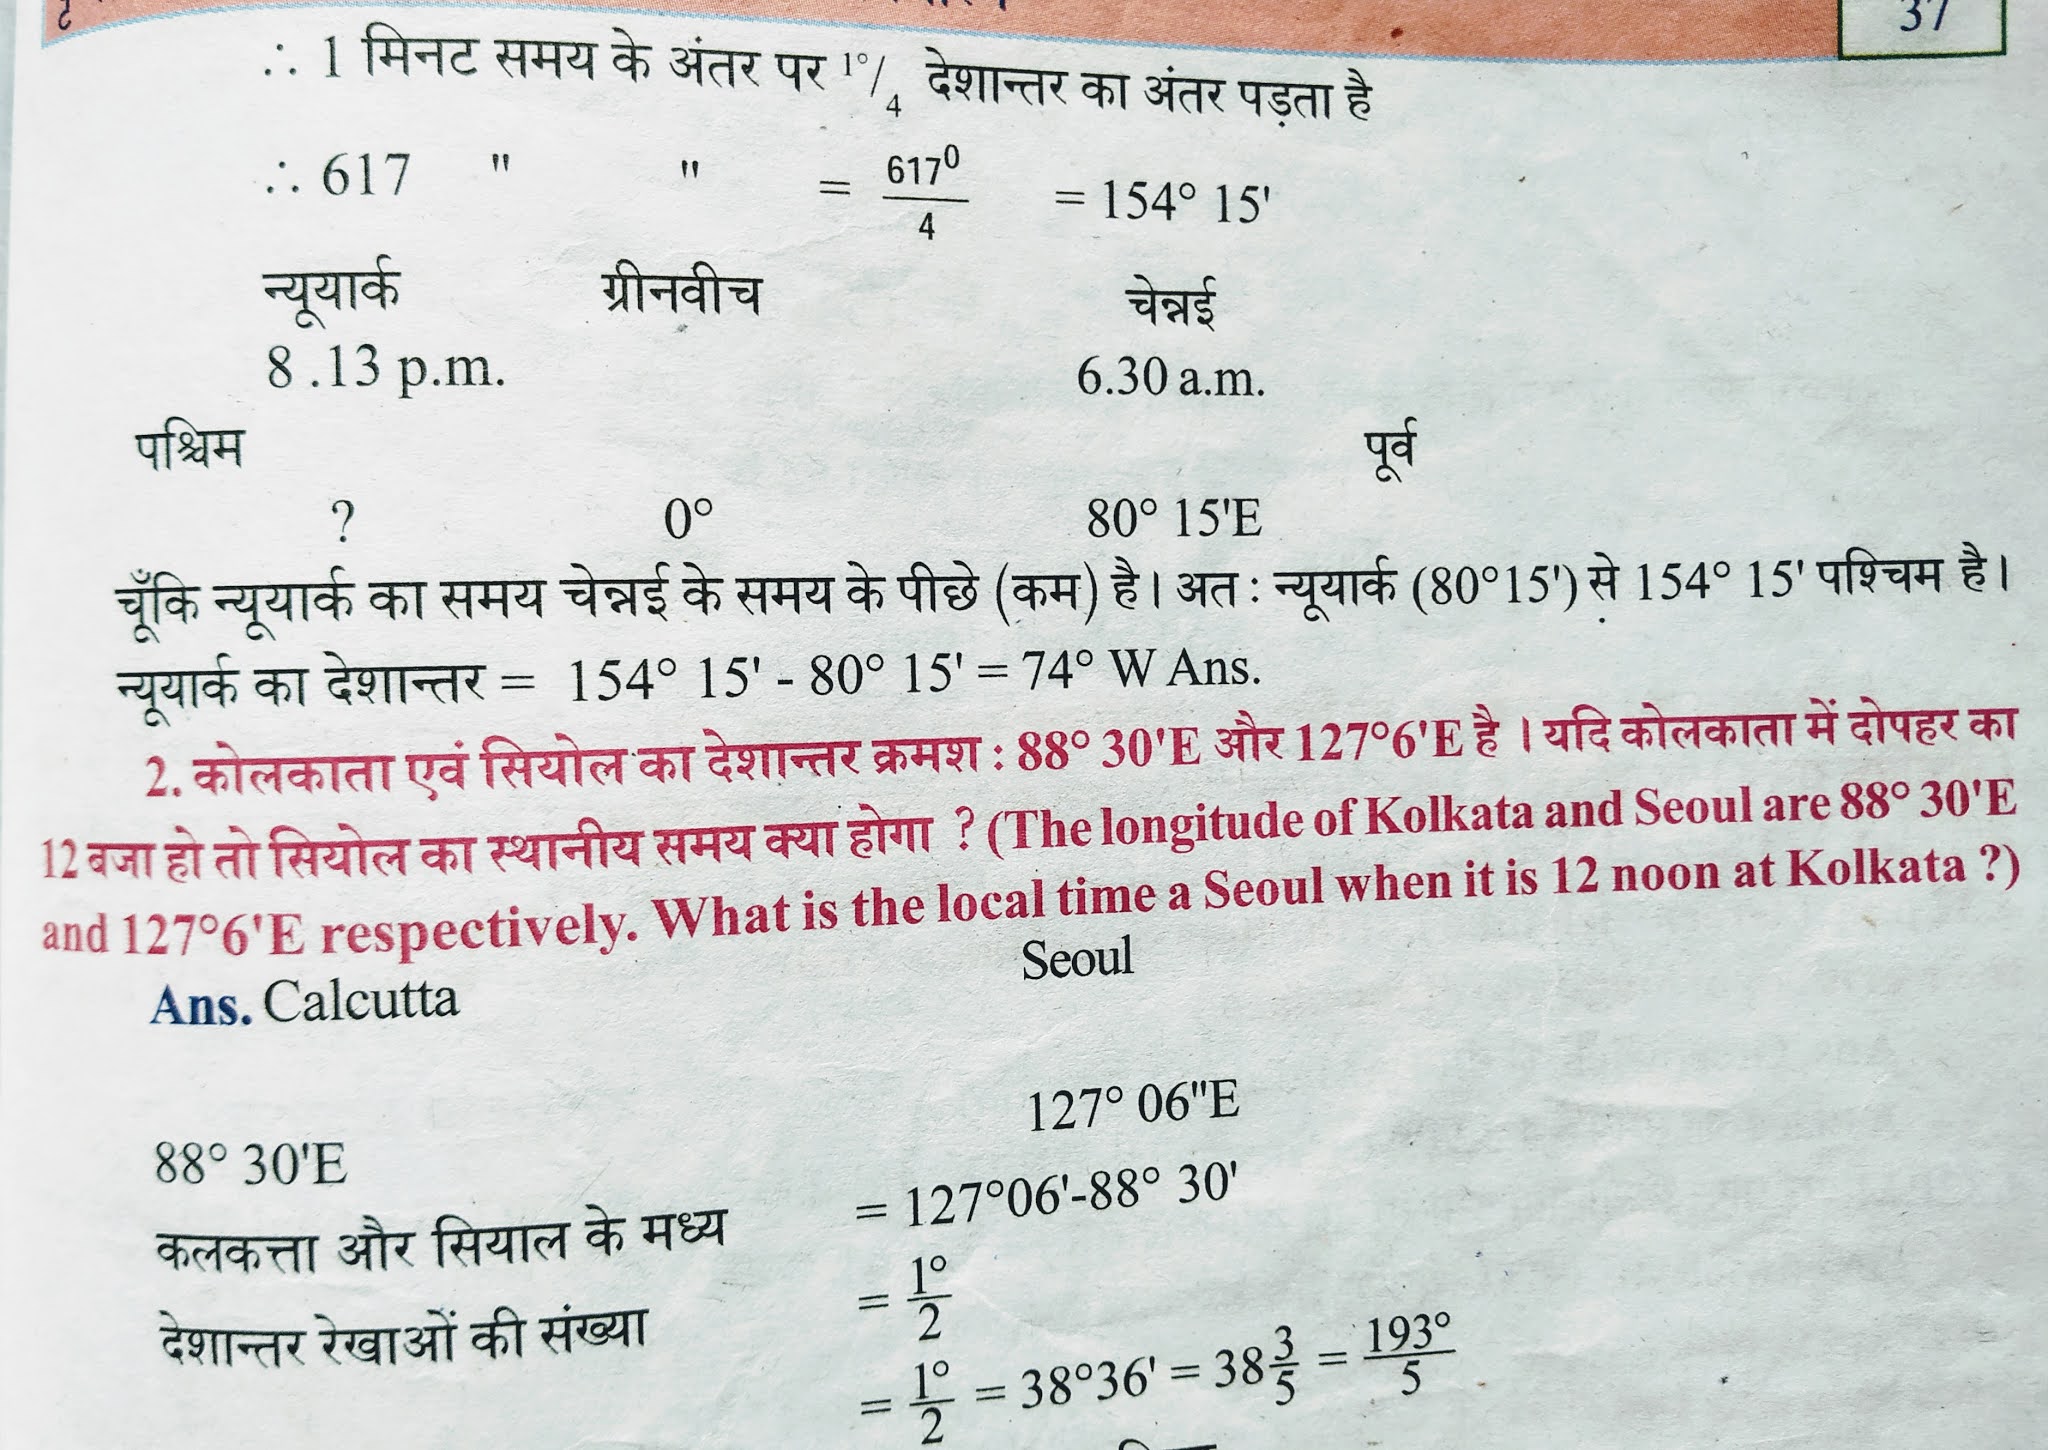 37
∴ 1 मिनट समय के अंतर पर 1°/4 देशान्तर का अंतर पड़ता है
∴ 617 " " = 617⁰/4 = 154° 15'
न्यूयार्क ग्रीनवीच चेन्नई
8 .13 p.m. 6.30 a.m.
पश्चिम पूर्व
? 0° 80° 15'E
चूँकि न्यूयार्क का समय चेन्नई के समय के पीछे (कम) है। अत : न्यूयार्क (80°15') से 154° 15' पश्चिम है।
न्यूयार्क का देशान्तर = 154° 15' - 80° 15' = 74° W Ans.
2. कोलकाता एवं सियोल का देशान्तर क्रमश : 88° 30'E और 127°6'E है । यदि कोलकाता में दोपहर का
12 बजा हो तो सियोल का स्थानीय समय क्या होगा ? (The longitude of Kolkata and Seoul are 88° 30'E
and 127°6'E respectively. What is the local time a Seoul when it is 12 noon at Kolkata ?)
Ans. Calcutta Seoul
127° 06"E
88° 30'E
कलकत्ता और सियाल के मध्य = 127°06'-88° 30'
= 1°/2
देशान्तर रेखाओं की संख्या
= 1°/2 = 38°36' = 38 3/5 = 193°/5